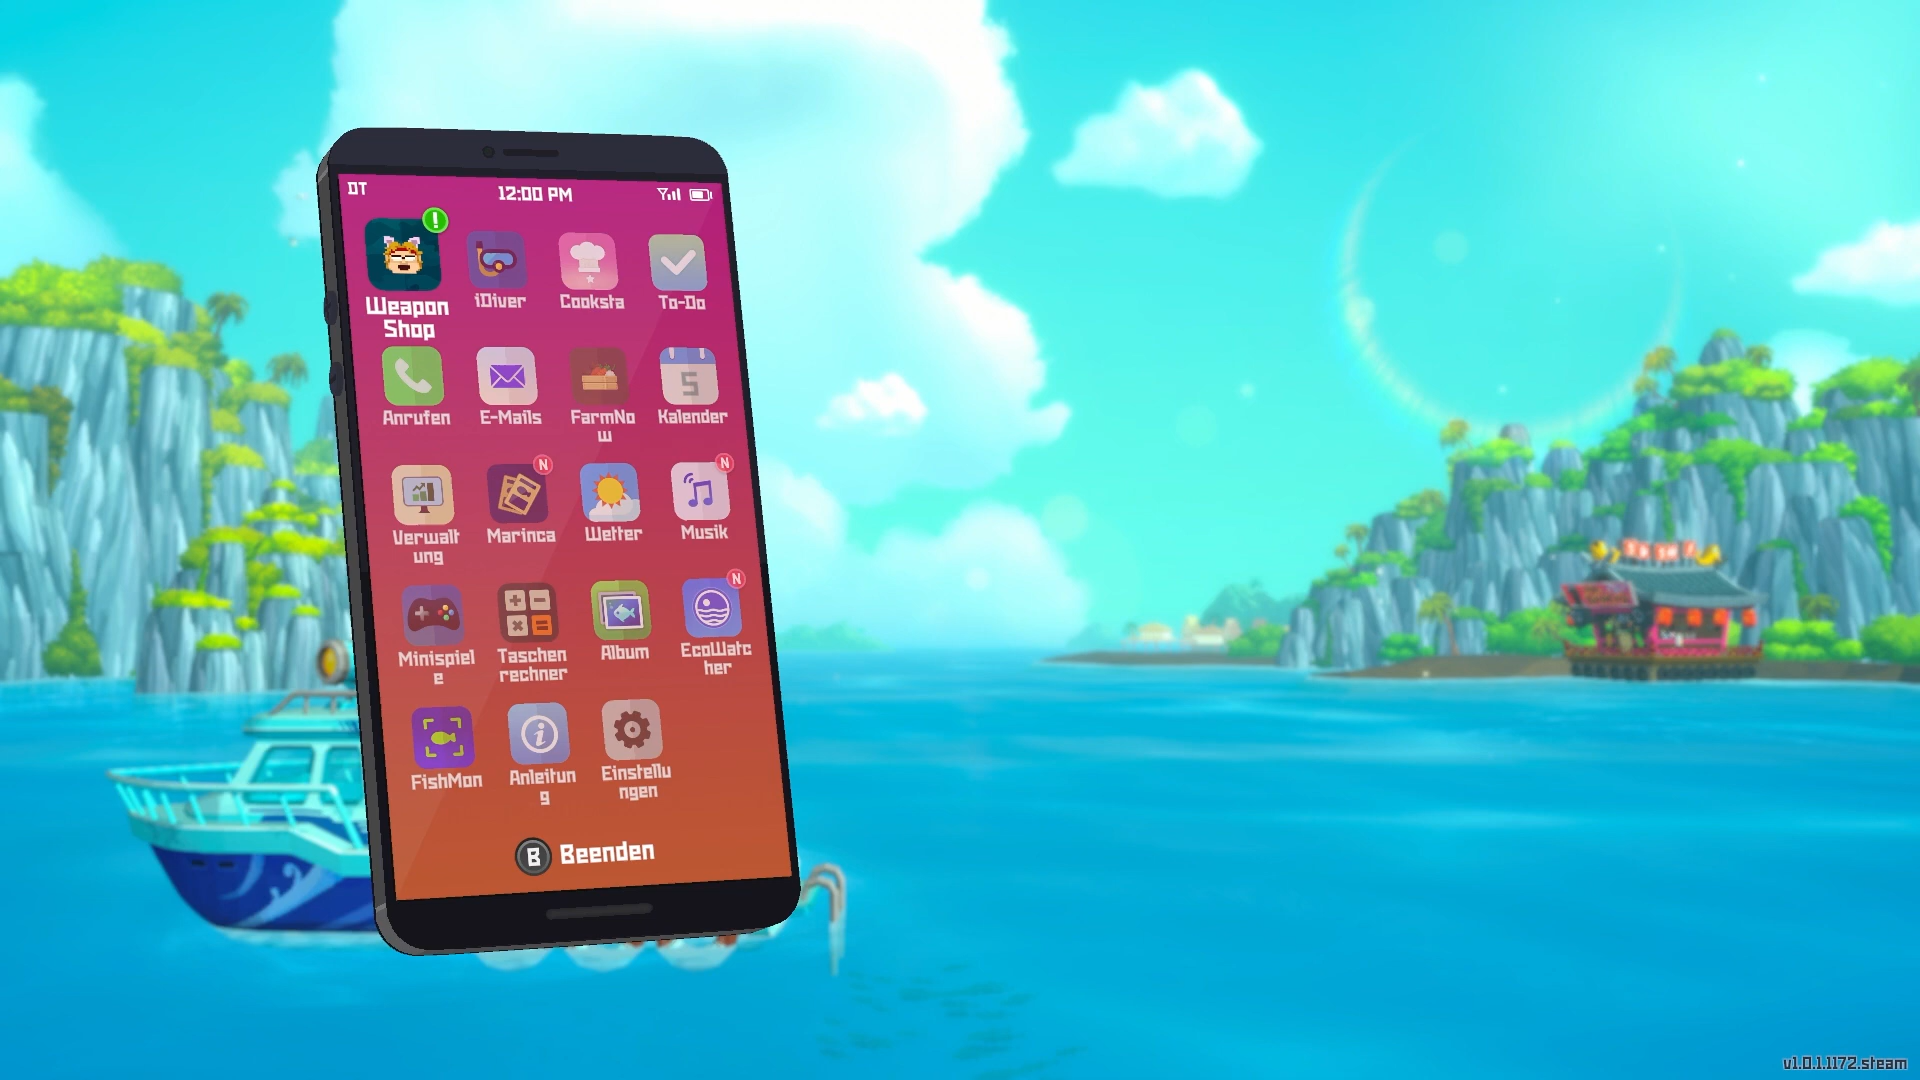 DT
12:00 PM
!
Weapon
Shop
iDiver
Cooksta
To-Do
Anrufen
E-Mails
FarmNo
w
5
Kalender
Verwalt
ung
N
Marinca
Wetter
N
Musik
Minispiel
e
Taschen
rechner
Album
N
EcoWatc
her
FishMon
i
Anleitun
g
Einstellu
ngen
B Beenden
v1.0.1.1172.steam